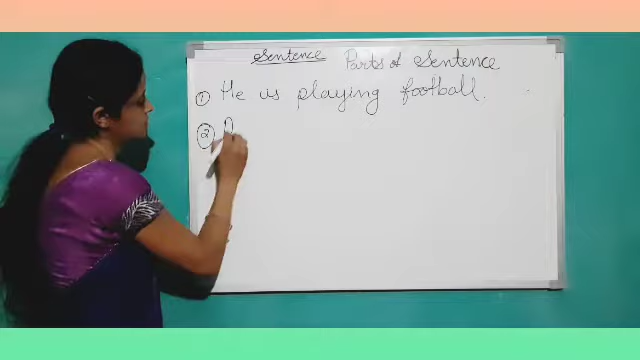 Sentence Parts of Sentence
① He is playing football.
②